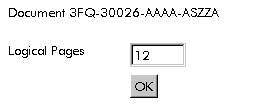 Document 3FQ-30026-AAAA-ASZZA
Logical Pages 12
OK